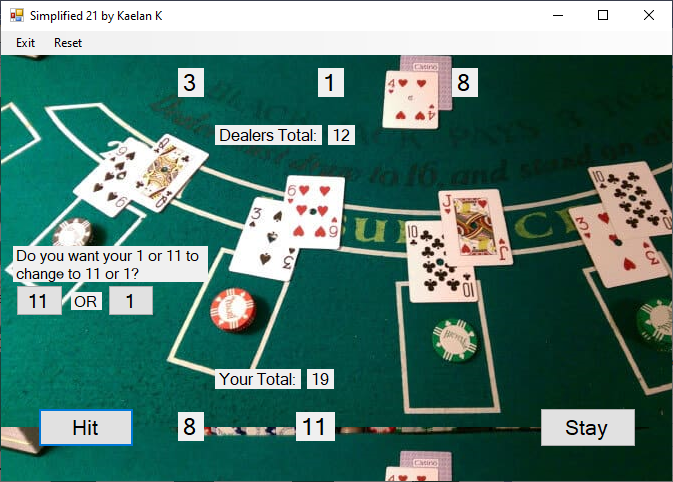 Simplified 21 by Kaelan K
Exit Reset
3 1 8
Dealers Total: 12
Do you want your 1 or 11 to
change to 11 or 1?
11 OR 1
Your Total: 19
Hit 8 11 Stay